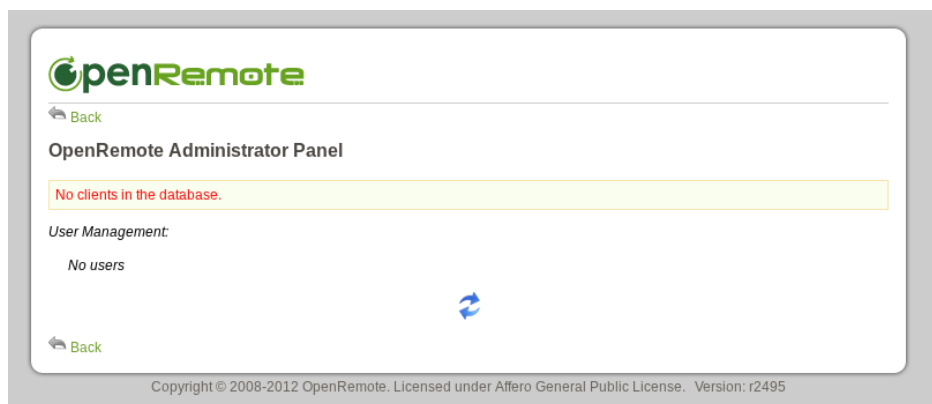 OpenRemote
Back
OpenRemote Administrator Panel
No clients in the database.
User Management:
No users
Back
Copyright © 2008-2012 OpenRemote. Licensed under Affero General Public License. Version: r2495